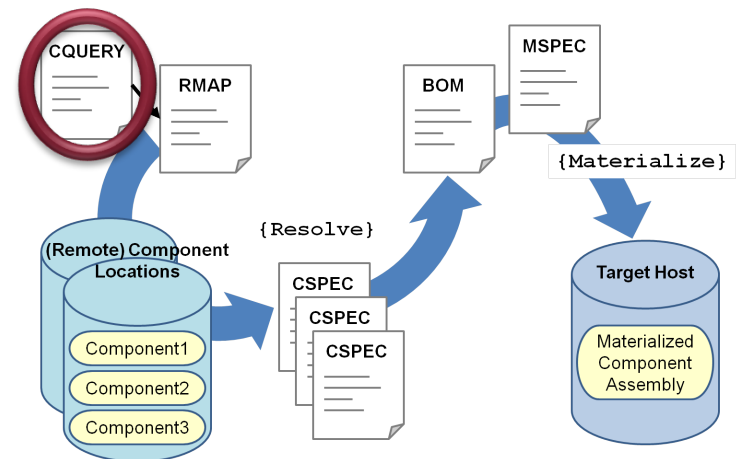 CQUERY
RMAP
BOM
MSPEC
{Materialize}
{Resolve}
(Remote) Component
Locations
Component1
Component2
Component3
CSPEC
CSPEC
CSPEC
Target Host
Materialized
Component
Assembly